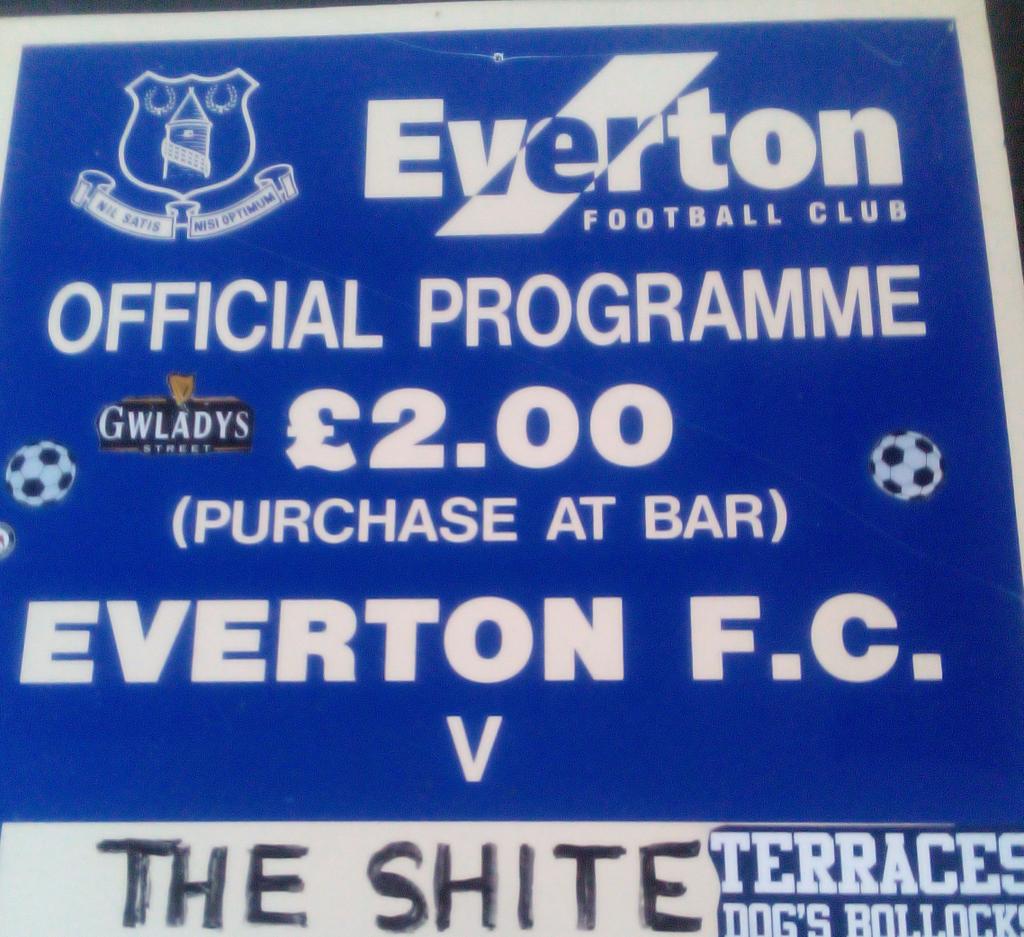 NIL SATIS NISI OPTIMUM
Everton
FOOTBALL CLUB
OFFICIAL PROGRAMME
GWLADYS
STREET
£2.00
(PURCHASE AT BAR)
EVERTON F.C.
V
THE SHITE
TERRACES
DOG'S BOLLOCKS